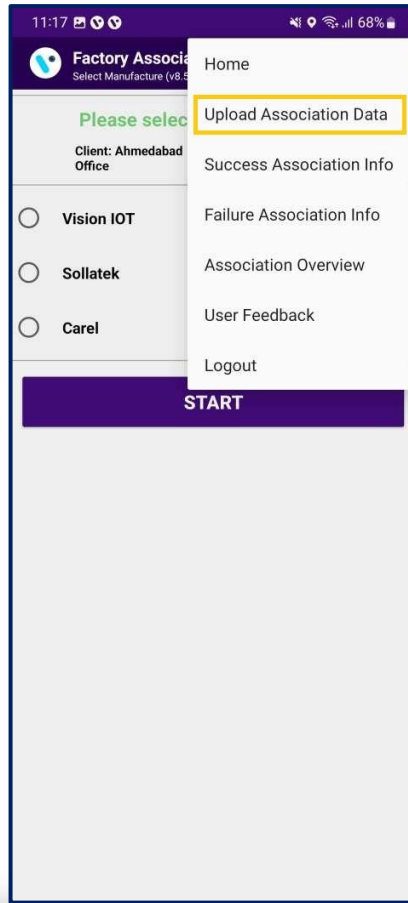 11:17 68%
Factory Associa
Select Manufacture (v8.5
Please selec
Client: Ahmedabad
Office
Vision IOT
Sollatek
Carel
START
Home
Upload Association Data
Success Association Info
Failure Association Info
Association Overview
User Feedback
Logout